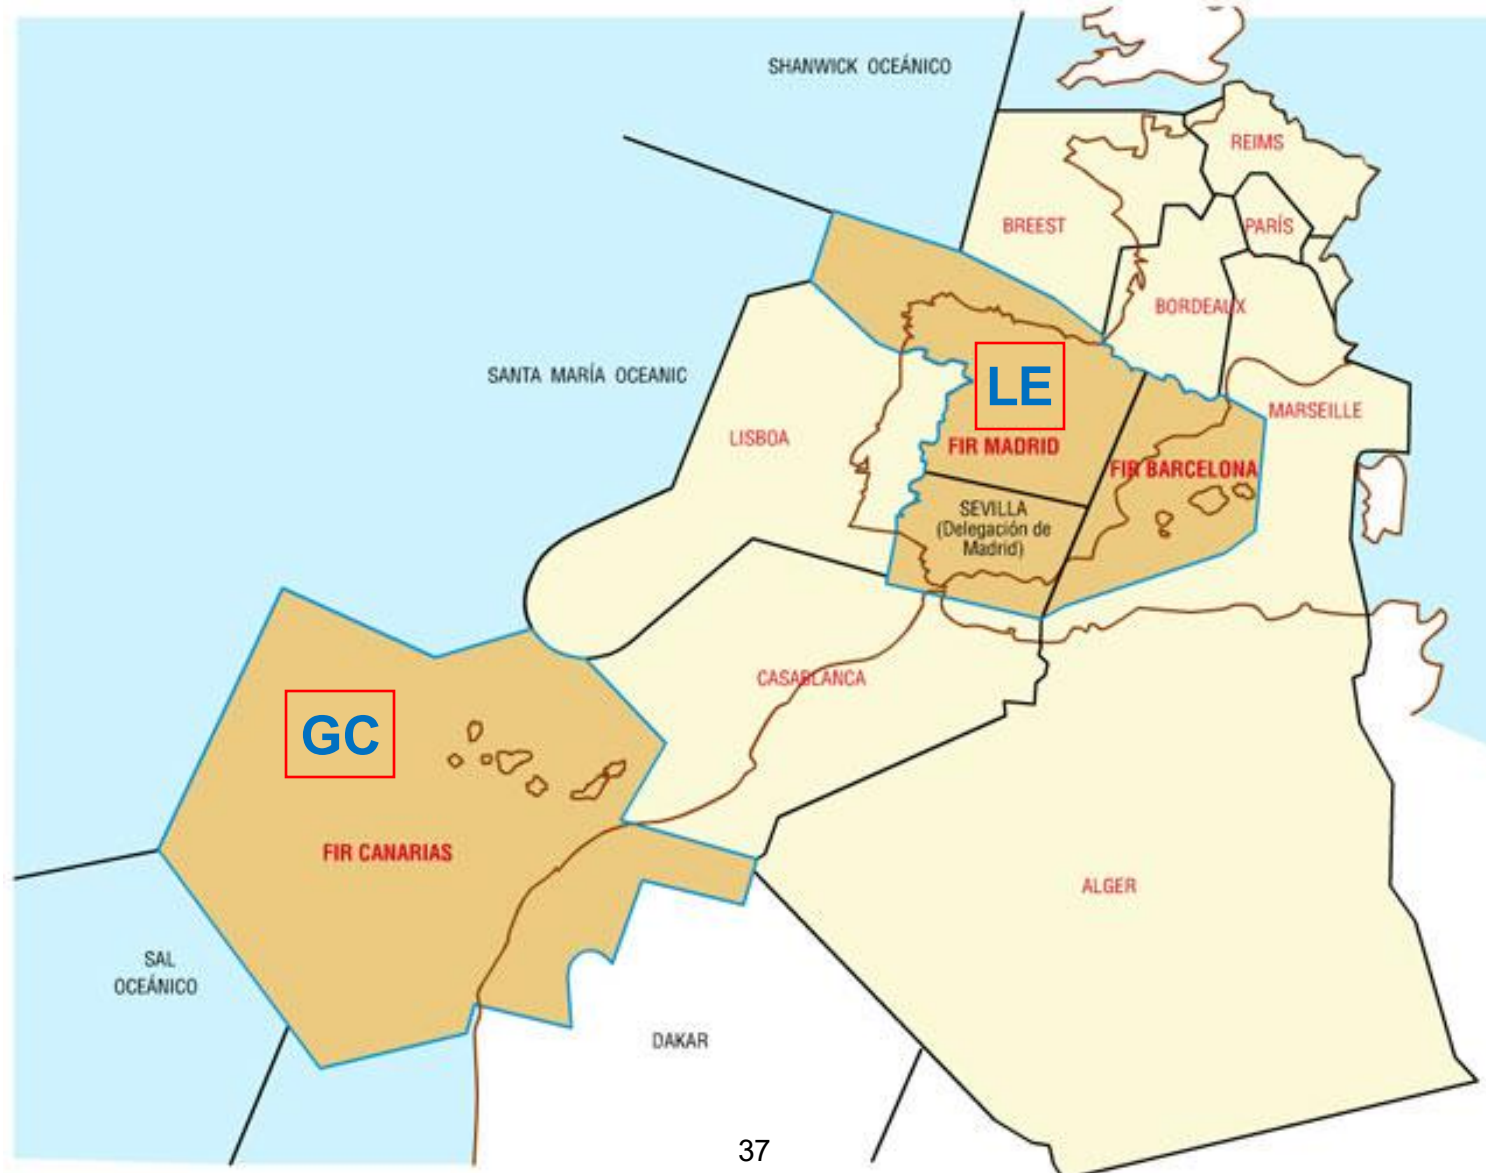 SHANWICK OCEÁNICO
REIMS
BREEST
PARÍS
BORDEAUX
SANTA MARÍA OCEANIC
LE
MARSEILLE
LISBOA
FIR MADRID
FIR BARCELONA
SEVILLA
(Delegación de
Madrid)
CASABLANCA
GC
FIR CANARIAS
ALGER
SAL
OCEÁNICO
DAKAR
37